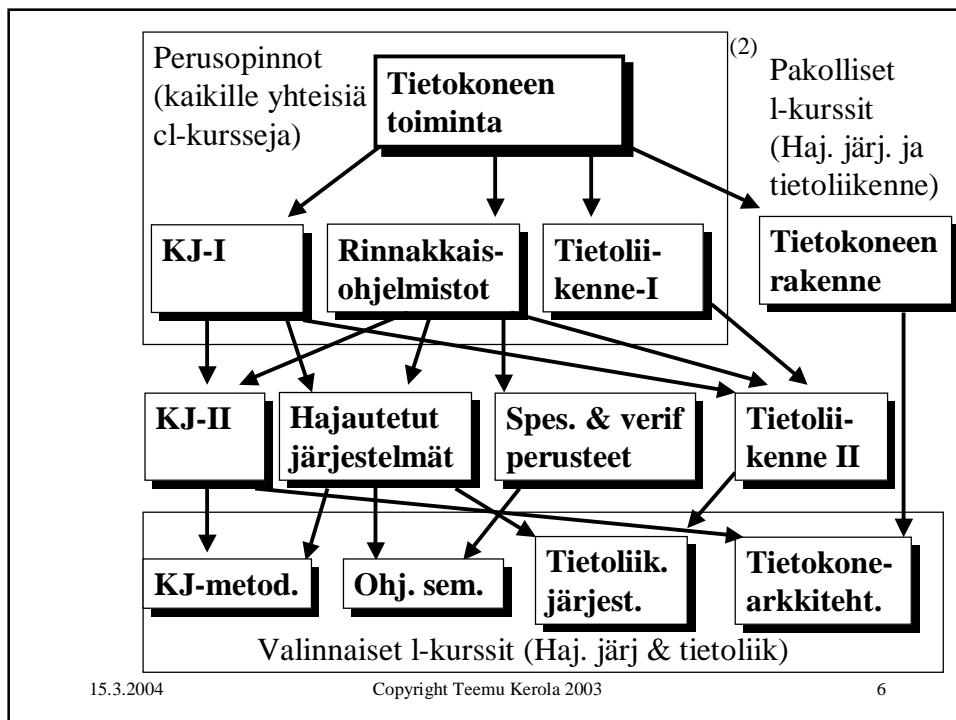 Perusopinnot
(kaikille yhteisiä
cl-kursseja)
Tietokoneen
toiminta
(2)
Pakolliset
l-kurssit
(Haj. järj. ja
tietoliikenne)
KJ-I
Rinnakkais-
ohjelmistot
Tietolii-
kenne-I
Tietokoneen
rakenne
KJ-II
Hajautetut
järjestelmät
Spes. & verif
perusteet
Tietolii-
kenne II
KJ-metod.
Ohj. sem.
Tietoliik.
järjest.
Tietokone-
arkkiteht.
Valinnaiset l-kurssit (Haj. järj & tietoliik)
15.3.2004
Copyright Teemu Kerola 2003
6